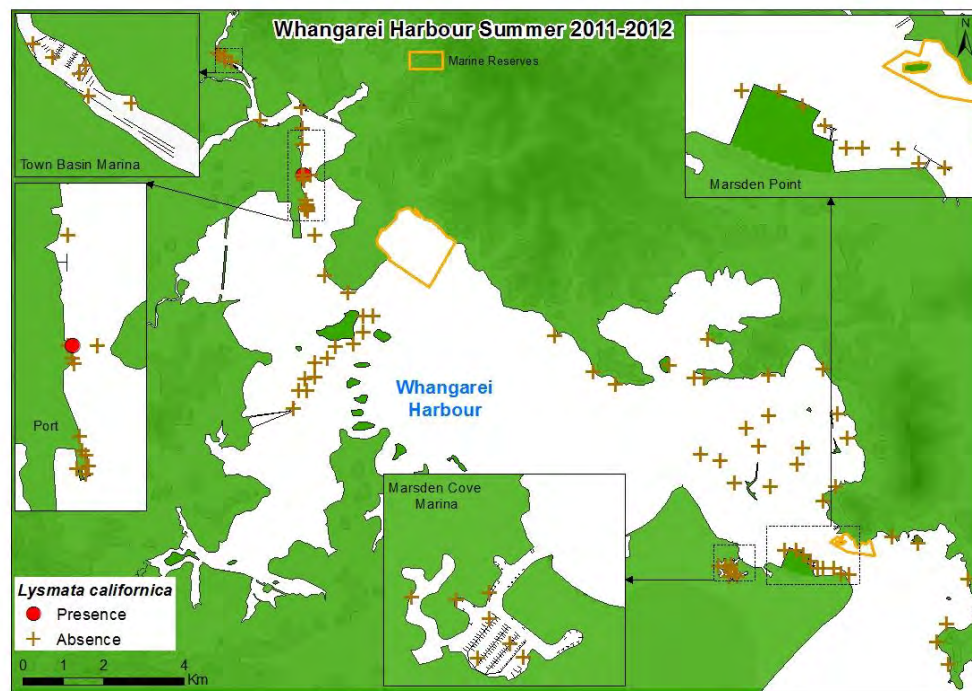 Whangarei Harbour Summer 2011-2012
Marine Reserves
N
Town Basin Marina
Marsden Point
Port
Whangarei
Harbour
Marsden Cove
Marina
Lysmata californica
Presence
Absence
0 1 2 4
Km